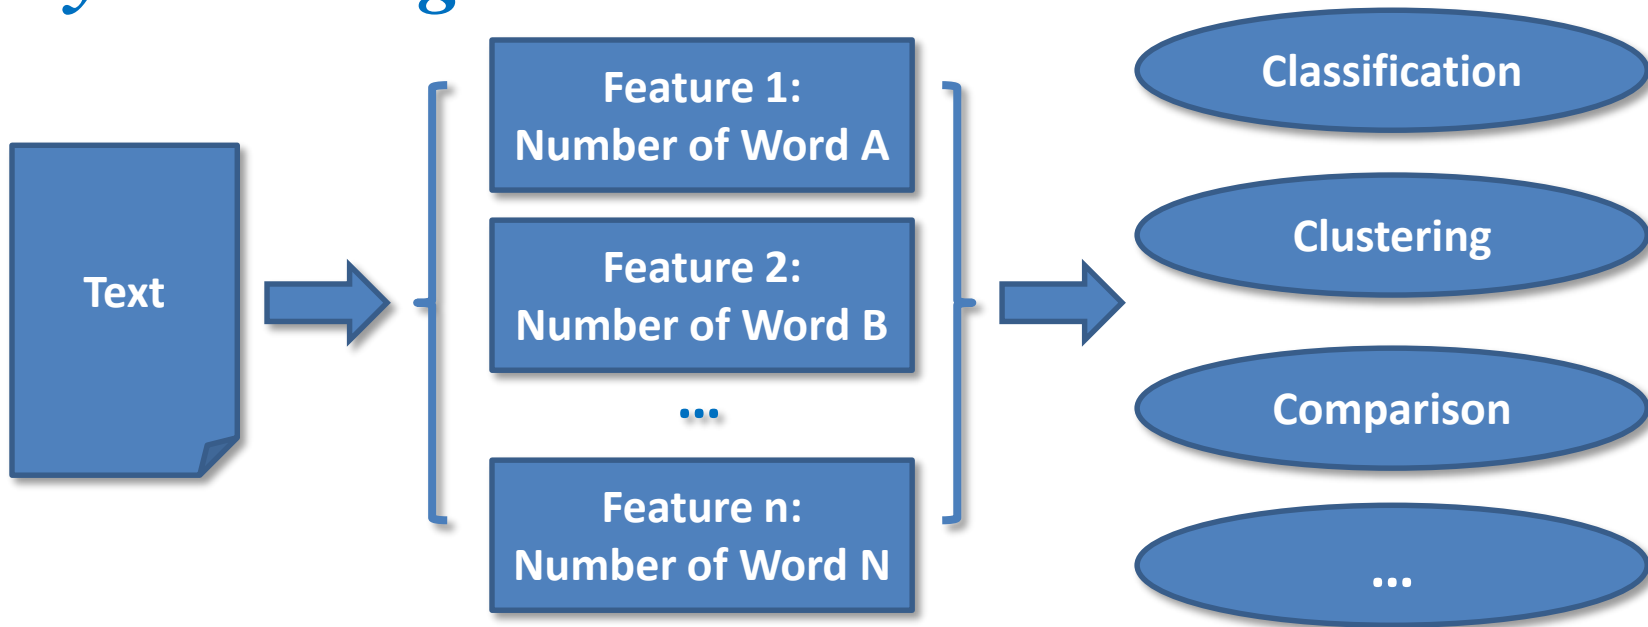 Text
Feature 1:
Number of Word A
Feature 2:
Number of Word B
...
Feature n:
Number of Word N
Classification
Clustering
Comparison
...